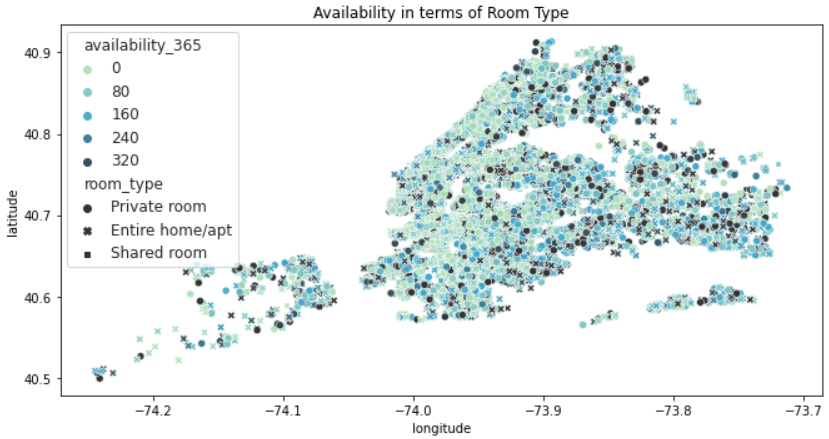 Availability in terms of Room Type
availability_365
0
80
160
240
320
room_type
Private room
Entire home/apt
Shared room
latitude
40.9
40.8
40.7
40.6
40.5
−74.2
−74.1
−74.0
−73.9
−73.8
−73.7
longitude